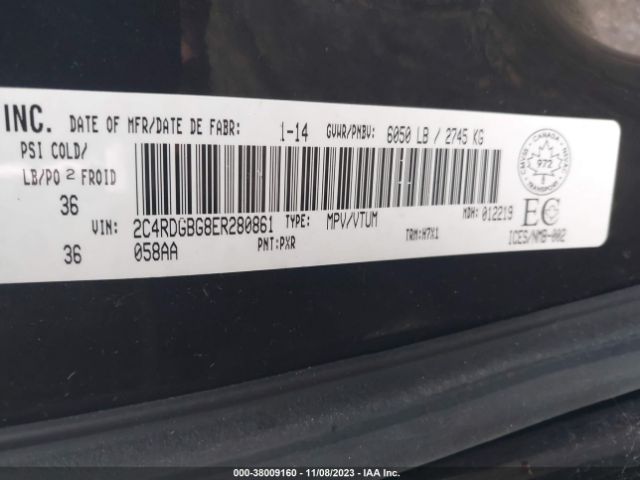 INC. DATE OF MFR/DATE DE FABR: 1-14 GVWR/PNBV: 6050 LB / 2745 KG
PSI COLD/
LB/PO 2 FROID
36
36
VIN: 2C4RDGBG8ER280861 TYPE: MPV/VTUM MDH: 012219
058AA PNT:PXR TRM:H7X1
CANADA
972
TRANSPORT
EC
ICES/NMB-002
000-38009160 - 11/08/2023 - IAA Inc.